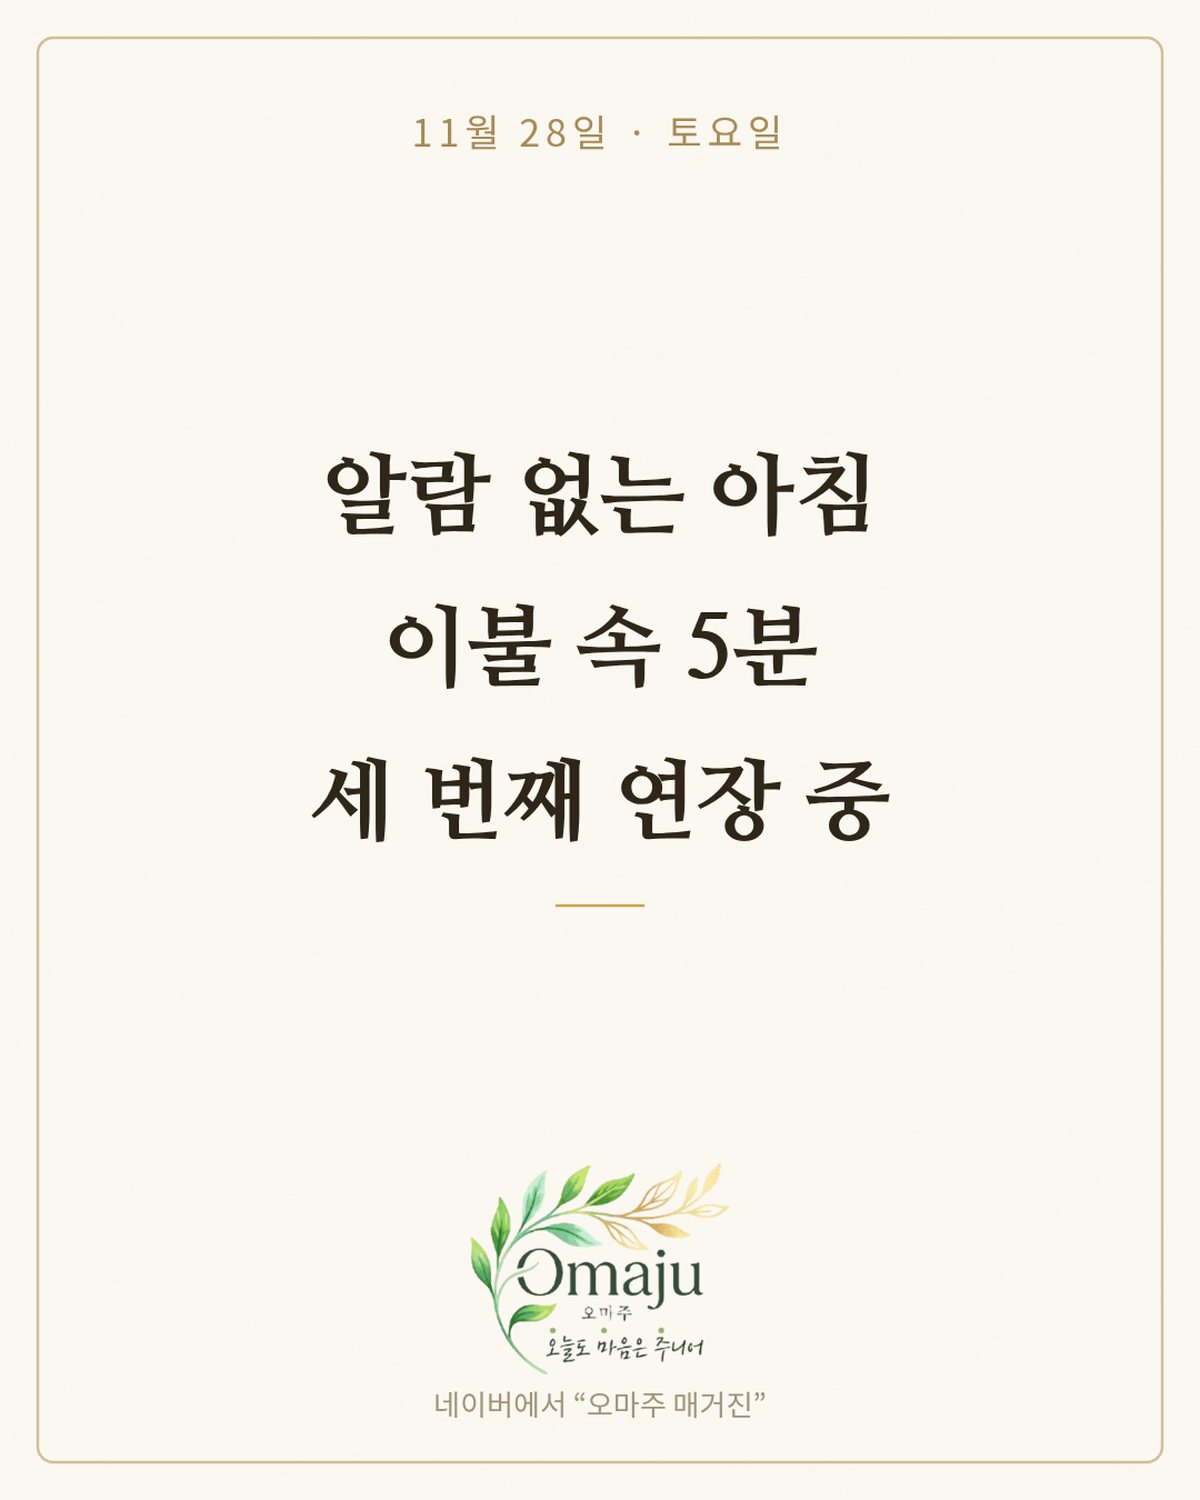 11월 28일 · 토요일
알람 없는 아침
이불 속 5분
세 번째 연장 중
Omaju
오마주
오늘도 마음은 주니어
네이버에서 “오마주 매거진”